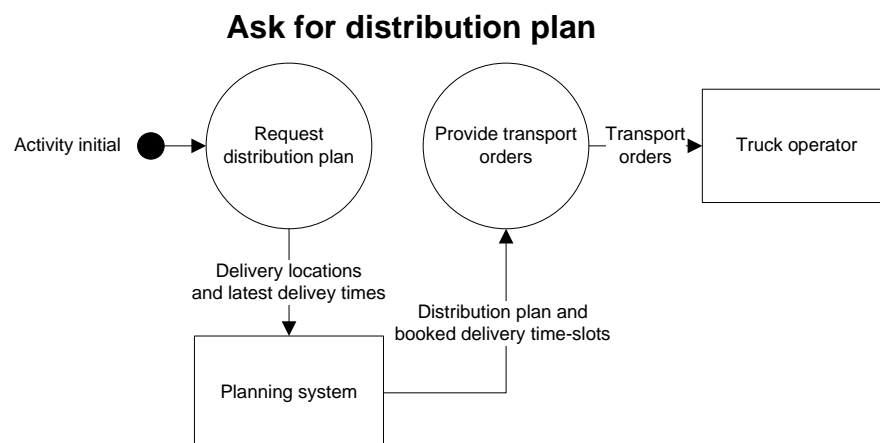 Ask for distribution plan
Activity initial
Request
distribution plan
Provide transport
orders
Transport
orders
Truck operator
Delivery locations
and latest delivey times
Distribution plan and
booked delivery time-slots
Planning system